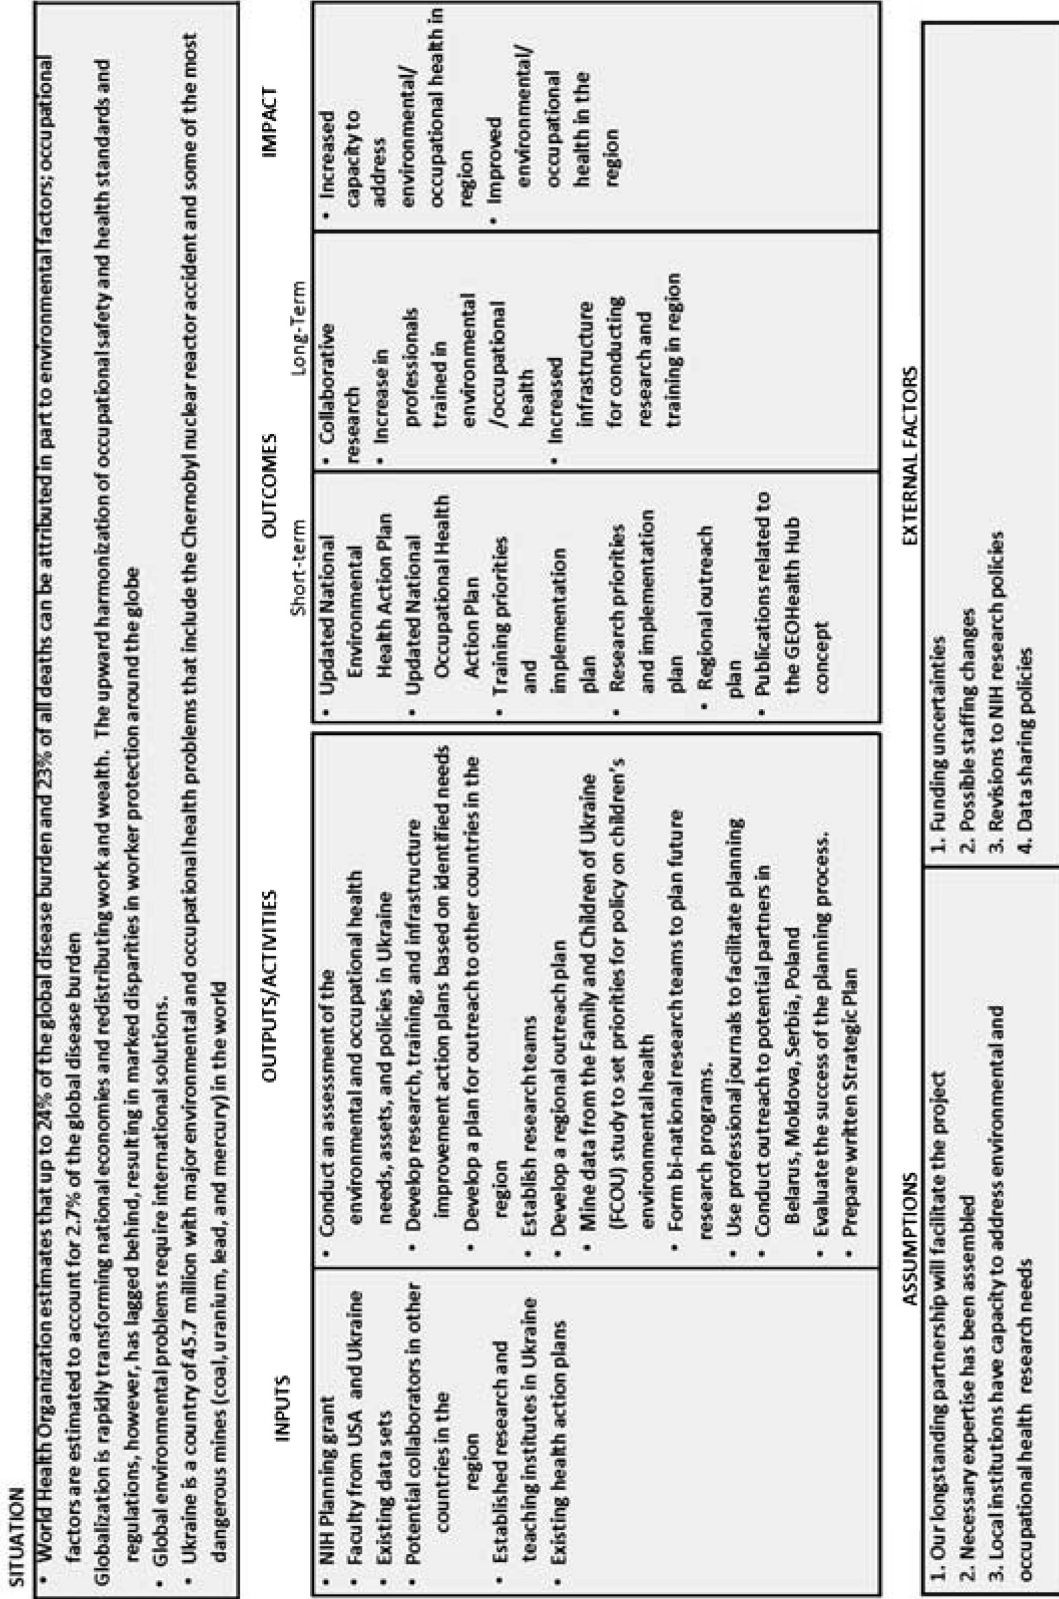 SITUATION
• World Health Organization estimates that up to 24% of the global disease burden and 23% of all deaths can be attributed in part to environmental factors; occupational
factors are estimated to account for 2.7% of the global disease burden
Globalization is rapidly transforming national economies and redistributing work and wealth. The upward harmonization of occupational safety and health standards and
regulations, however, has lagged behind, resulting in marked disparities in worker protection around the globe
• Global environmental problems require international solutions.
• Ukraine is a country of 45.7 million with major environmental and occupational health problems that include the Chernobyl nuclear reactor accident and some of the most
dangerous mines (coal, uranium, lead, and mercury) in the world
INPUTS
• NIH Planning grant
• Faculty from USA and Ukraine
• Existing data sets
• Potential collaborators in other
countries in the
region
• Established research and
teaching institutes in Ukraine
• Existing health action plans
OUTPUTS/ACTIVITIES
• Conduct an assessment of the
environmental and occupational health
needs, assets, and policies in Ukraine
• Develop research, training, and infrastructure
improvement action plans based on identified needs
• Develop a plan for outreach to other countries in the
region
• Establish research teams
• Develop a regional outreach plan
• Mine data from the Family and Children of Ukraine
(FCOU) study to set priorities for policy on children's
environmental health
• Form bi-national research teams to plan future
research programs.
• Use professional journals to facilitate planning
• Conduct outreach to potential partners in
Belarus, Moldova, Serbia, Poland
• Evaluate the success of the planning process.
• Prepare written Strategic Plan
OUTCOMES
Short-term
• Updated National
Environmental
Health Action Plan
• Updated National
Occupational Health
Action Plan
• Training priorities
and
implementation
plan
• Research priorities
and implementation
plan
• Regional outreach
plan
• Publications related to
the GEOHealth Hub
concept
Long-Term
• Collaborative
research
• Increase in
professionals
trained in
environmental
/occupational
health
• Increased
infrastructure
for conducting
research and
training in region
IMPACT
• Increased
capacity to
address
environmental/
occupational health in
region
• Improved
environmental/
occupational
health in the
region
ASSUMPTIONS
1. Our longstanding partnership will facilitate the project
2. Necessary expertise has been assembled
3. Local institutions have capacity to address environmental and
occupational health research needs
EXTERNAL FACTORS
1. Funding uncertainties
2. Possible staffing changes
3. Revisions to NIH research policies
4. Data sharing policies